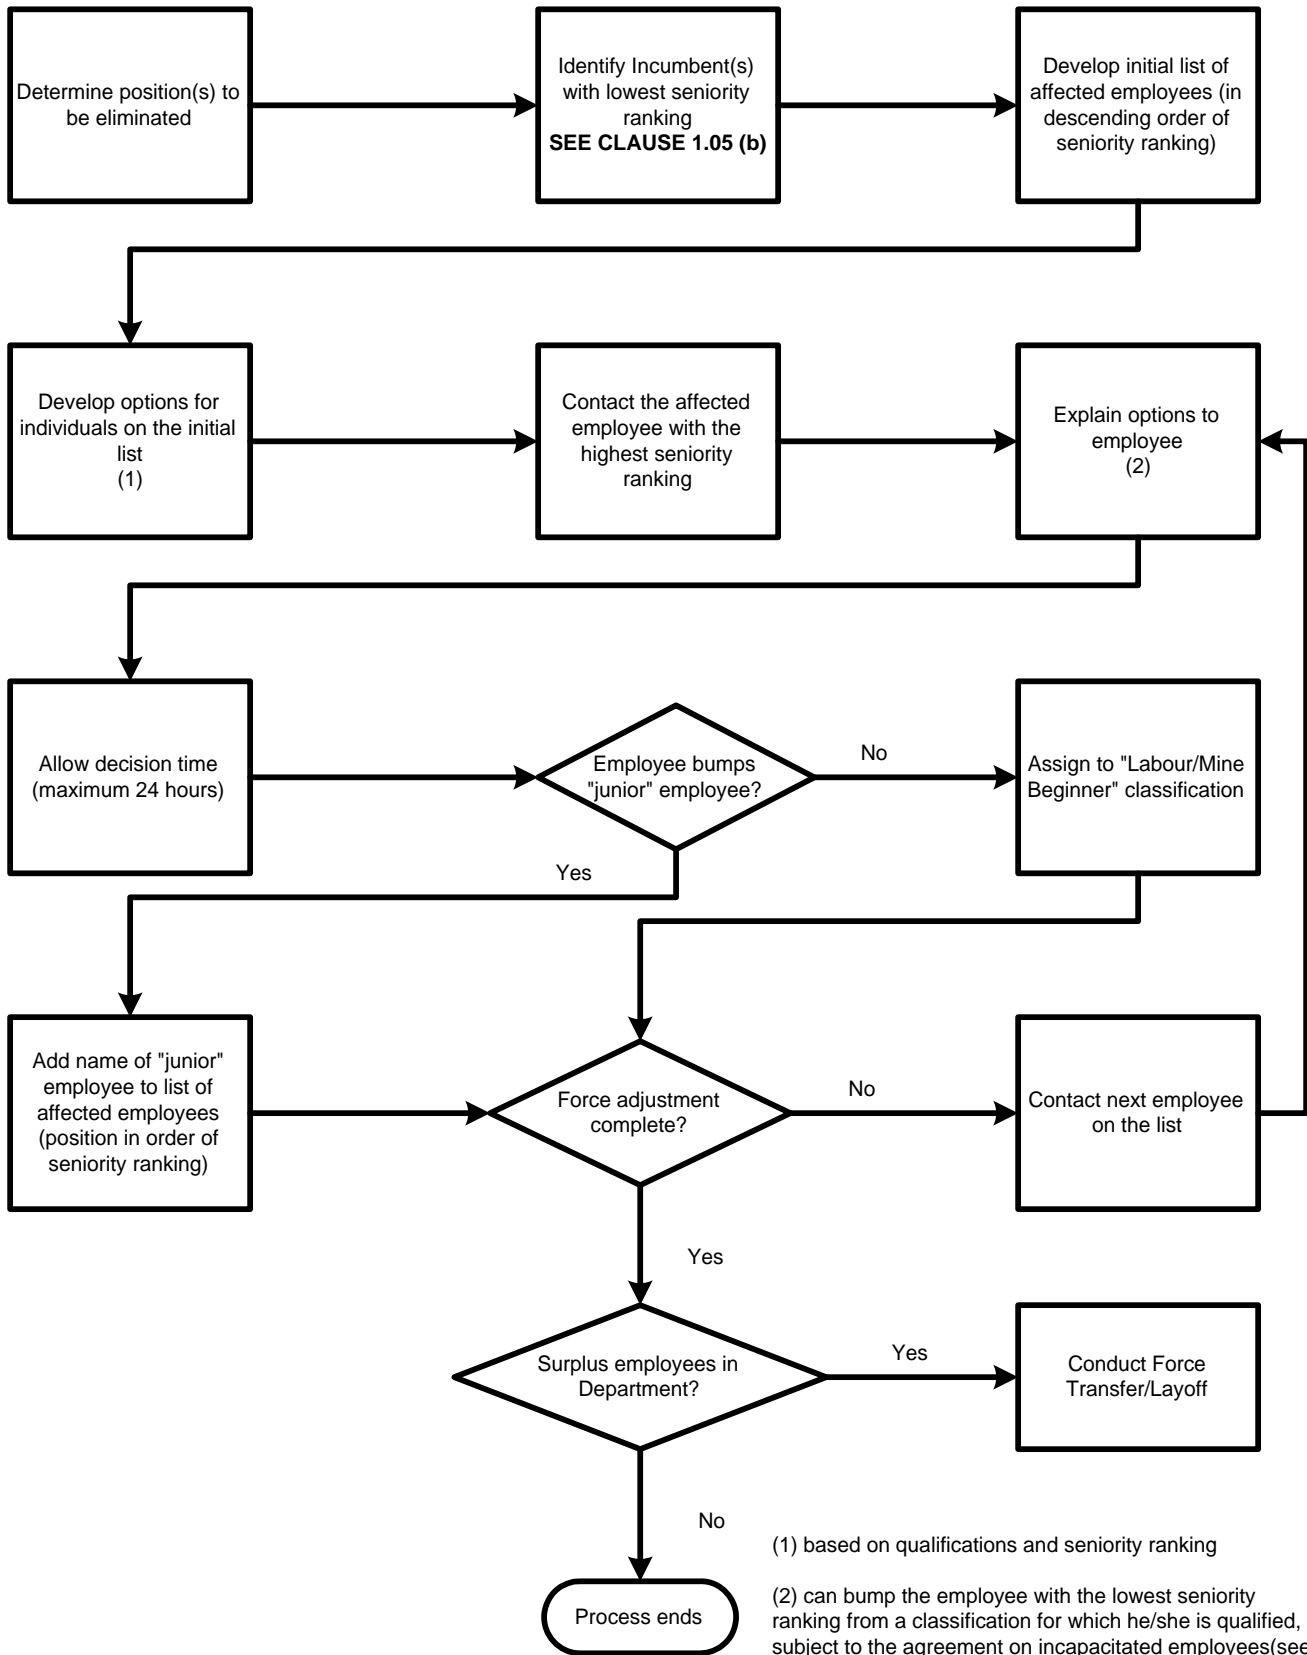 Determine position(s) to
be eliminated
Identify Incumbent(s)
with lowest seniority
ranking
SEE CLAUSE 1.05 (b)
Develop initial list of
affected employees (in
descending order of
seniority ranking)
Develop options for
individuals on the initial
list
(1)
Contact the affected
employee with the
highest seniority
ranking
Explain options to
employee
(2)
Allow decision time
(maximum 24 hours)
Employee bumps
"junior" employee?
No
Assign to "Labour/Mine
Beginner" classification
Yes
Add name of "junior"
employee to list of
affected employees
(position in order of
seniority ranking)
Force adjustment
complete?
No
Contact next employee
on the list
Yes
Surplus employees in
Department?
Yes
Conduct Force
Transfer/Layoff
No
Process ends
(1) based on qualifications and seniority ranking
(2) can bump the employee with the lowest seniority
ranking from a classification for which he/she is qualified,
subject to the agreement on incapacitated employees(see